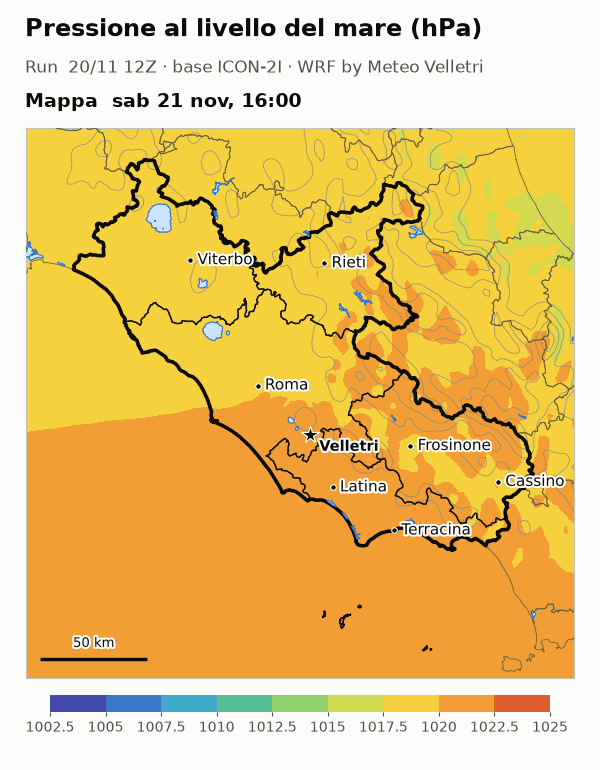 Pressione al livello del mare (hPa)
Run  20/11 12Z · base ICON-2I · WRF by Meteo Velletri
Mappa  sab 21 nov, 16:00
Viterbo
Rieti
Roma
Velletri
Frosinone
Latina
Cassino
Terracina
50 km
1002.5 1005 1007.5 1010 1012.5 1015 1017.5 1020 1022.5 1025